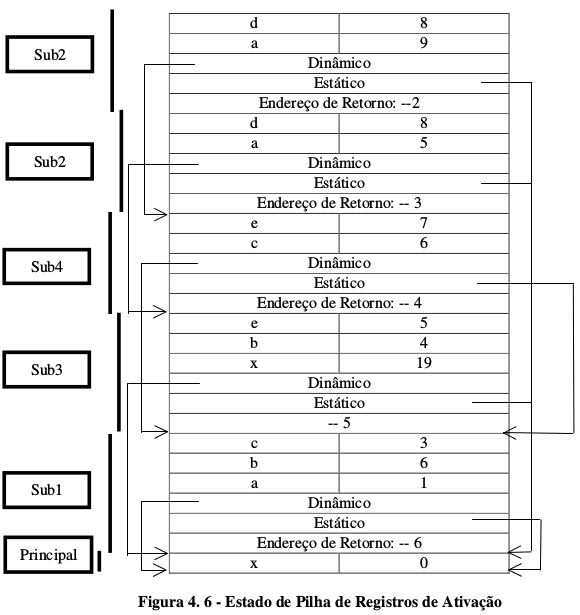 d 8
Sub2
a 9
Dinâmico
Estático
Endereço de Retorno: --2
d 8
Sub2
a 5
Dinâmico
Estático
Endereço de Retorno: -- 3
e 7
c 6
Sub4
Dinâmico
Estático
Endereço de Retorno: -- 4
e 5
b 4
Sub3
x 19
Dinâmico
Estático
-- 5
c 3
b 6
Sub1
a 1
Dinâmico
Estático
Endereço de Retorno: -- 6
Principal
x 0
Figura 4. 6 - Estado de Pilha de Registros de Ativação